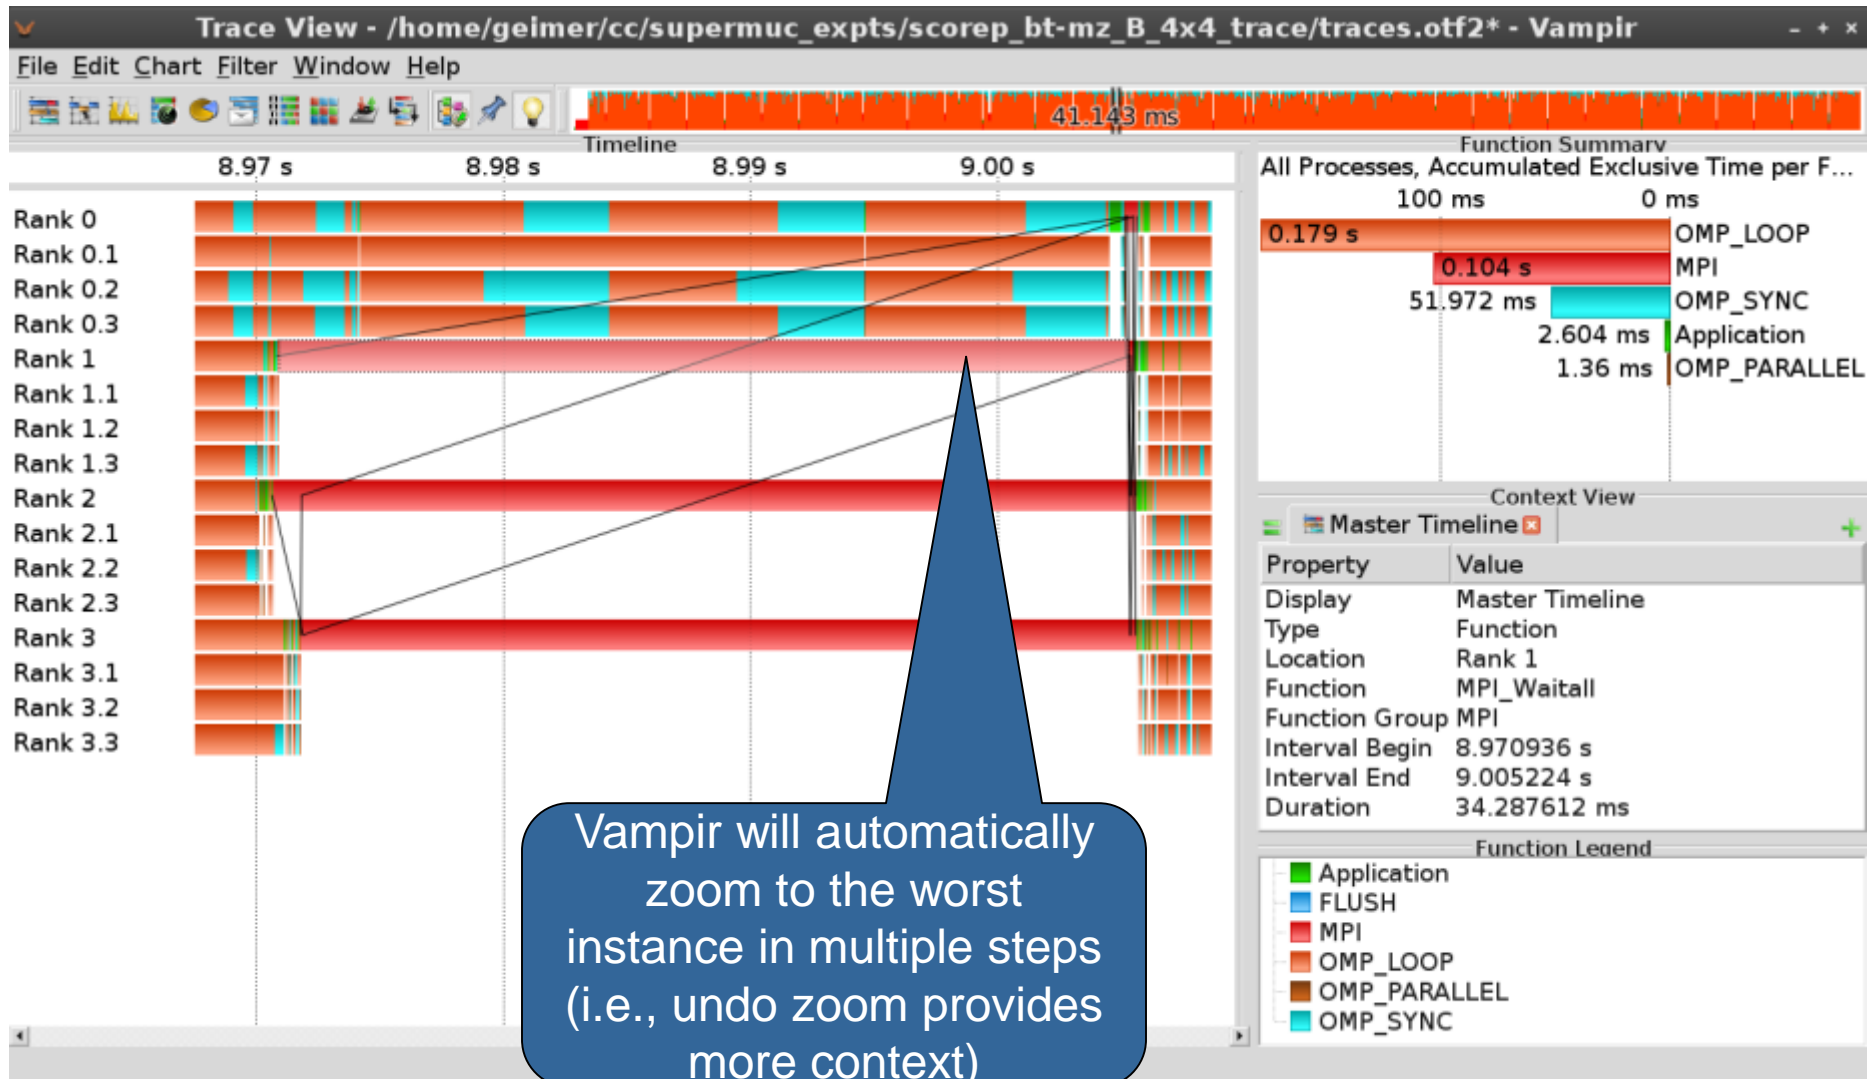 Trace View - /home/geimer/cc/supermuc_expts/scorep_bt-mz_B_4x4_trace/traces.otf2* - Vampir
File Edit Chart Filter Window Help
41.143 ms
Timeline
8.97 s 8.98 s 8.99 s 9.00 s
Rank 0
Rank 0.1
Rank 0.2
Rank 0.3
Rank 1
Rank 1.1
Rank 1.2
Rank 1.3
Rank 2
Rank 2.1
Rank 2.2
Rank 2.3
Rank 3
Rank 3.1
Rank 3.2
Rank 3.3
Vampir will automatically
zoom to the worst
instance in multiple steps
(i.e., undo zoom provides
more context)
Function Summary
All Processes, Accumulated Exclusive Time per F...
100 ms 0 ms
0.179 s OMP_LOOP
0.104 s MPI
51.972 ms OMP_SYNC
2.604 ms Application
1.36 ms OMP_PARALLEL
Context View
Master Timeline
Property Value
Display Master Timeline
Type Function
Location Rank 1
Function MPI_Waitall
Function Group MPI
Interval Begin 8.970936 s
Interval End 9.005224 s
Duration 34.287612 ms
Function Legend
Application
FLUSH
MPI
OMP_LOOP
OMP_PARALLEL
OMP_SYNC